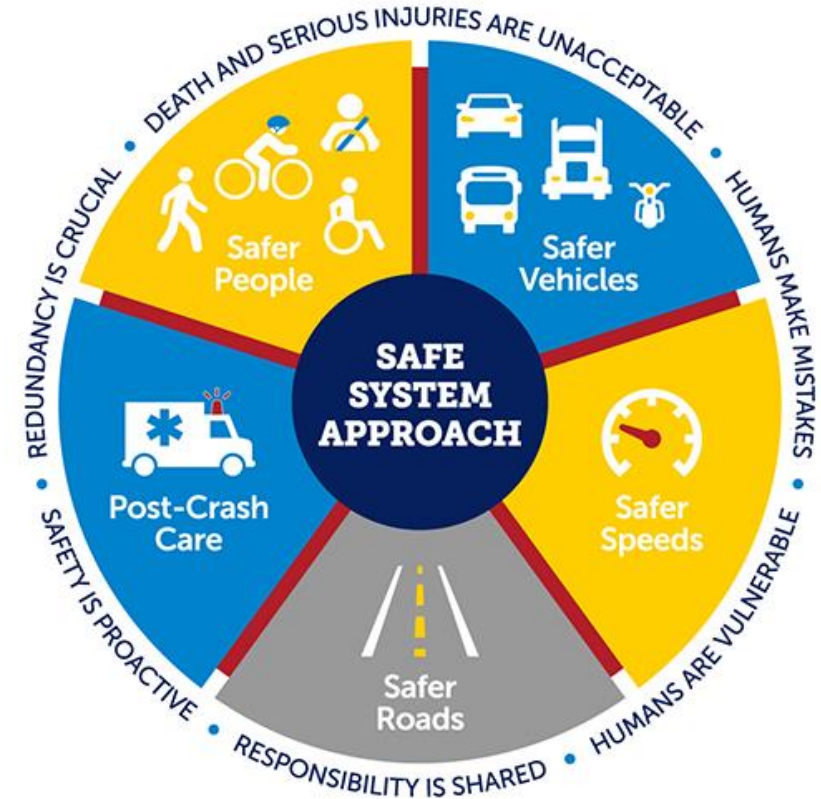 DEATH AND SERIOUS INJURIES ARE UNACCEPTABLE
HUMANS MAKE MISTAKES
HUMANS ARE VULNERABLE
RESPONSIBILITY IS SHARED
SAFETY IS PROACTIVE
REDUNDANCY IS CRUCIAL
Safer
People
Safer
Vehicles
SAFE
SYSTEM
APPROACH
Post-Crash
Care
Safer
Speeds
Safer
Roads